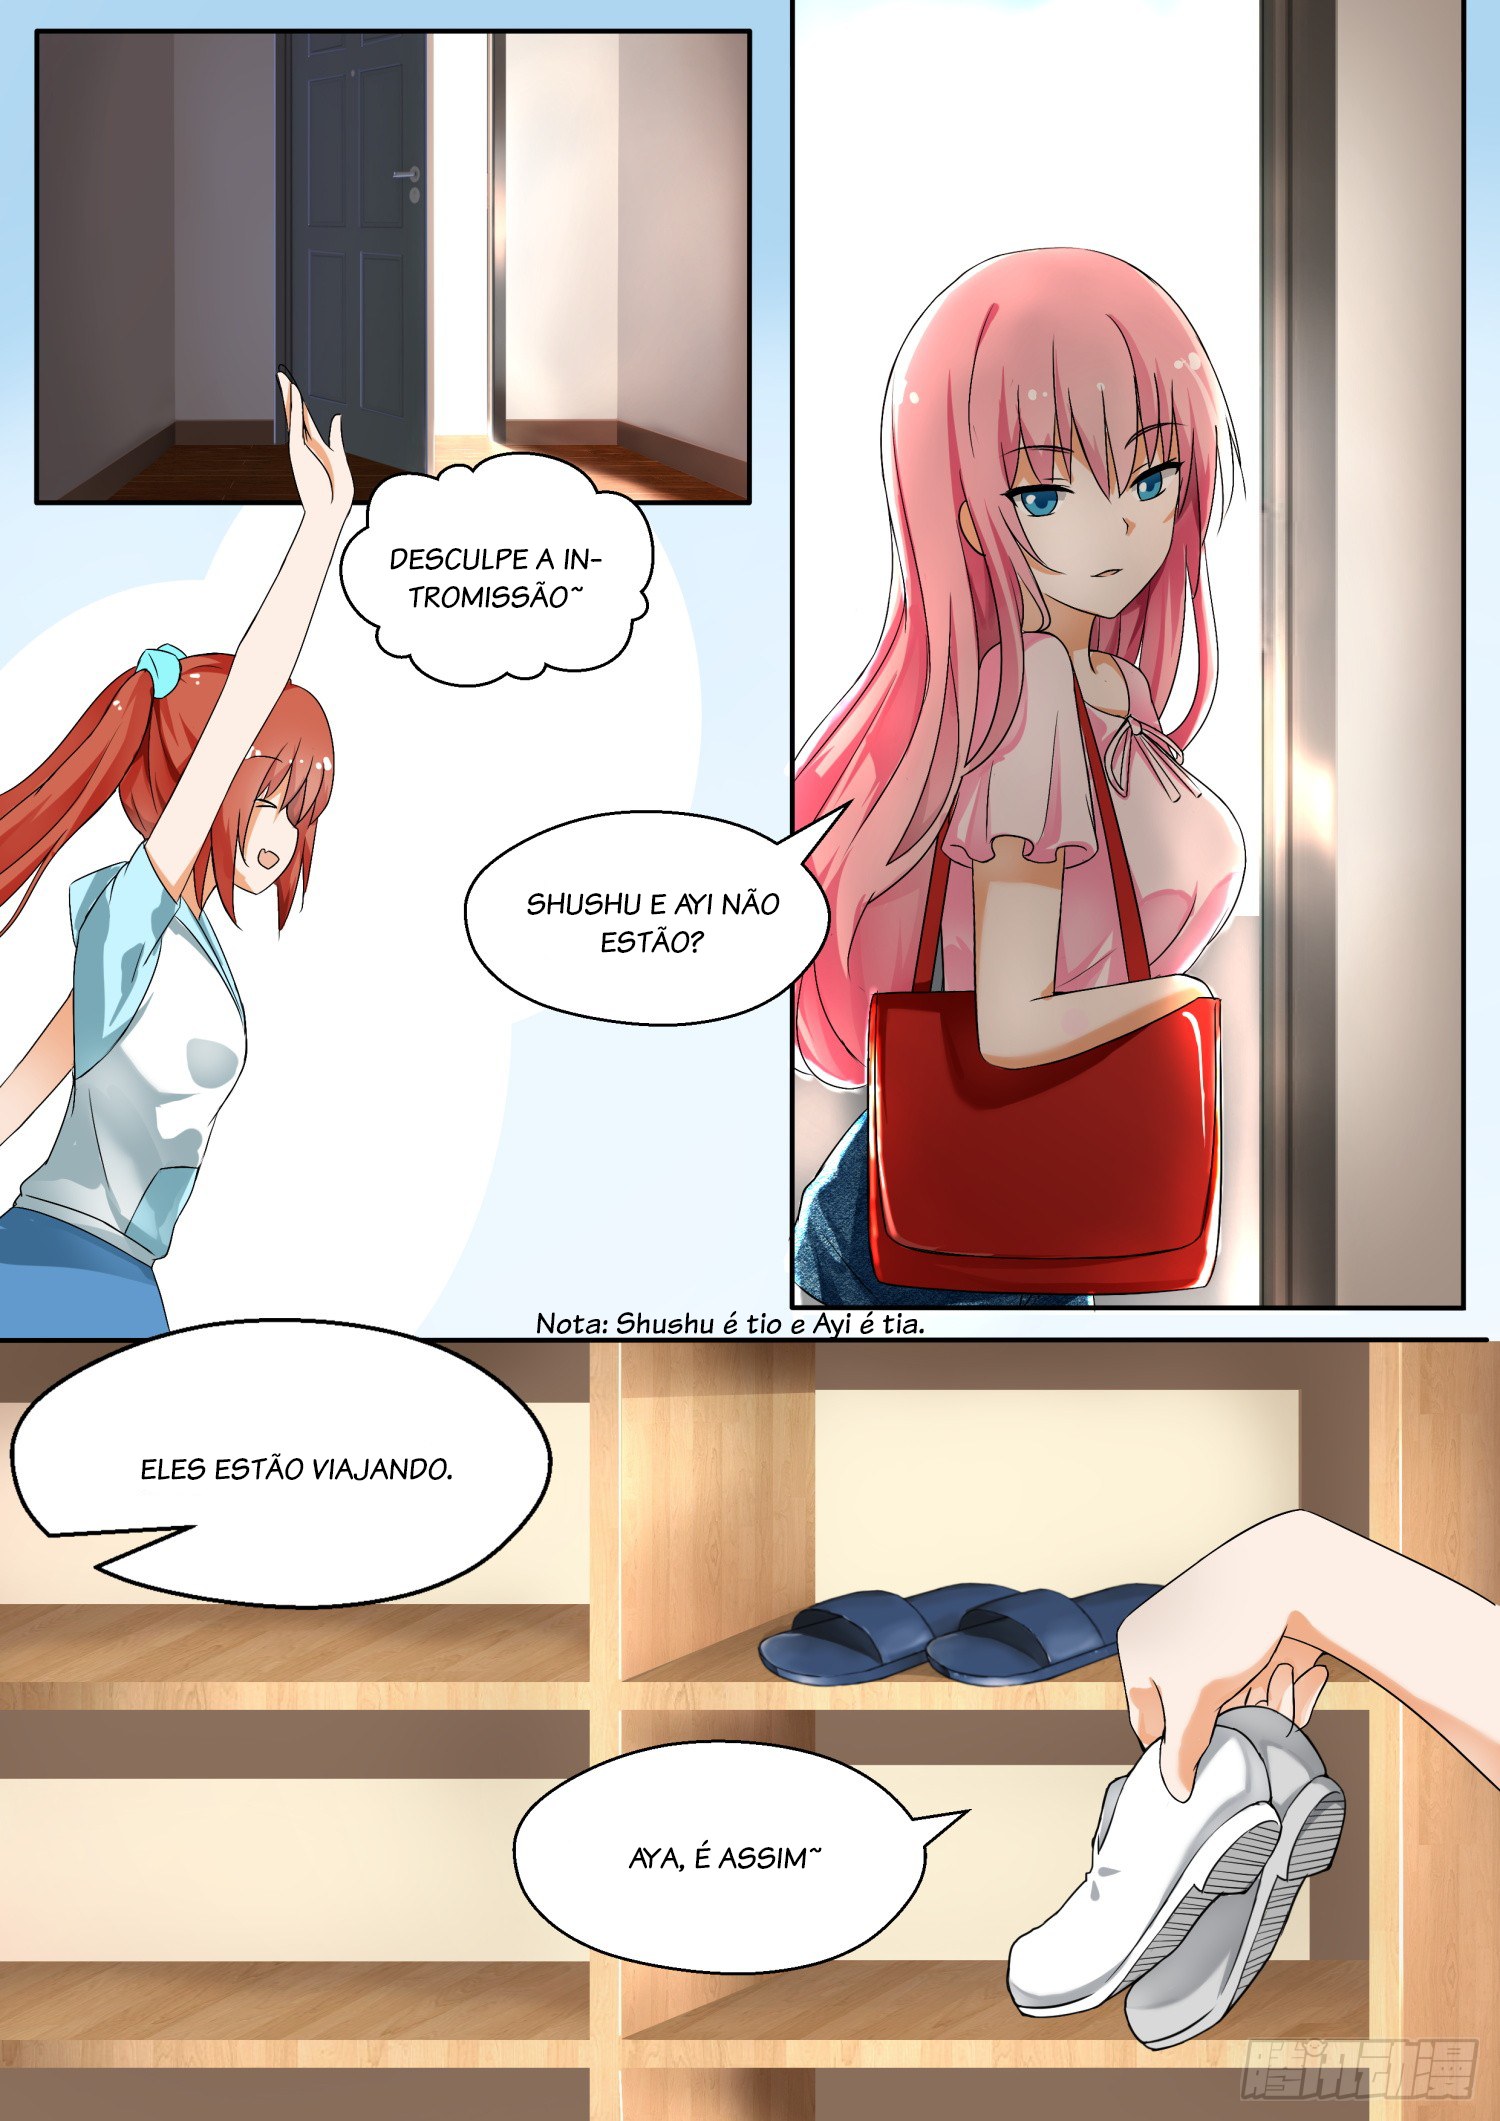 DESCULPE A IN-
TROMISSÃO~
SHUSHU E AYI NÃO
ESTÃO?
Nota: Shushu é tio e Ayi é tia.
ELES ESTÃO VIAJANDO.
AYA, É ASSIM~
腾讯动漫